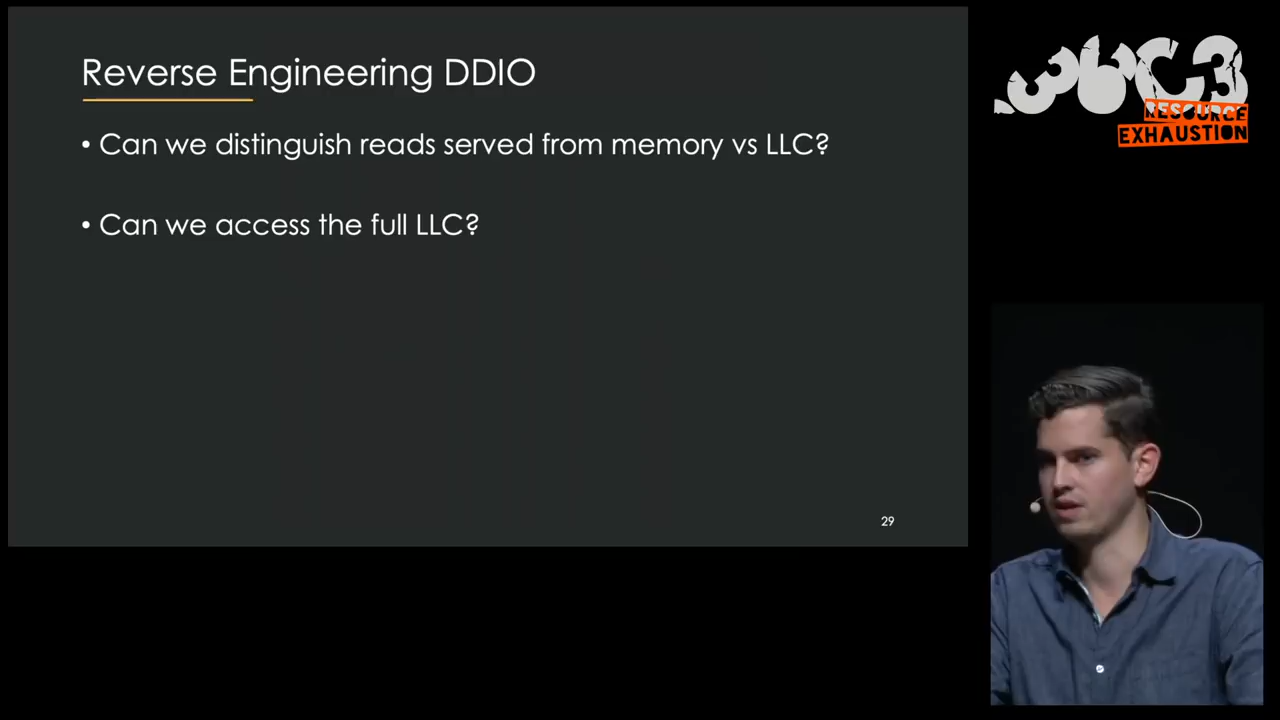 Reverse Engineering DDIO
• Can we distinguish reads served from memory vs LLC?
• Can we access the full LLC?
29
36C3
RESOURCE
EXHAUSTION